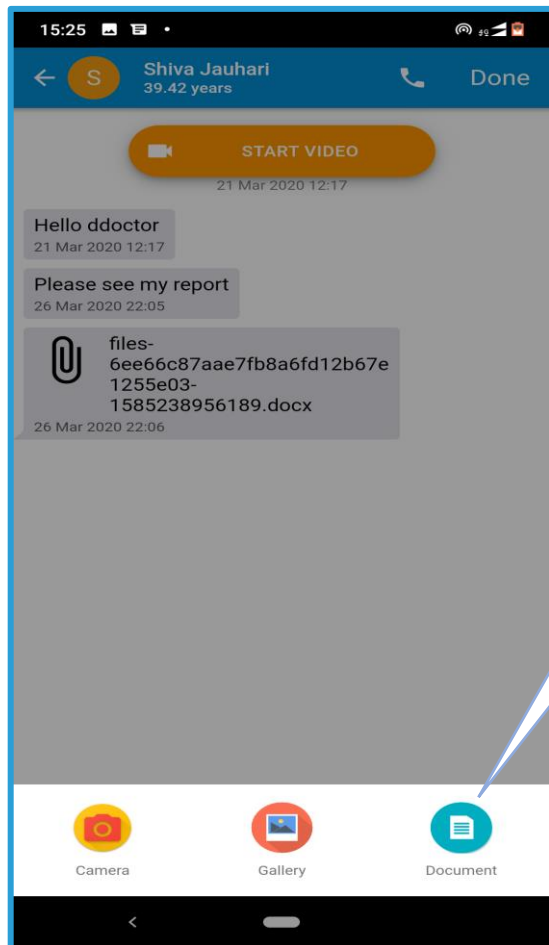 15:25
Shiva Jauhari
39.42 years
Done
S
START VIDEO
21 Mar 2020 12:17
Hello ddoctor
21 Mar 2020 12:17
Please see my report
26 Mar 2020 22:05
files-
6ee66c87aae7fb8a6fd12b67e
1255e03-
1585238956189.docx
26 Mar 2020 22:06
Camera
Gallery
Document